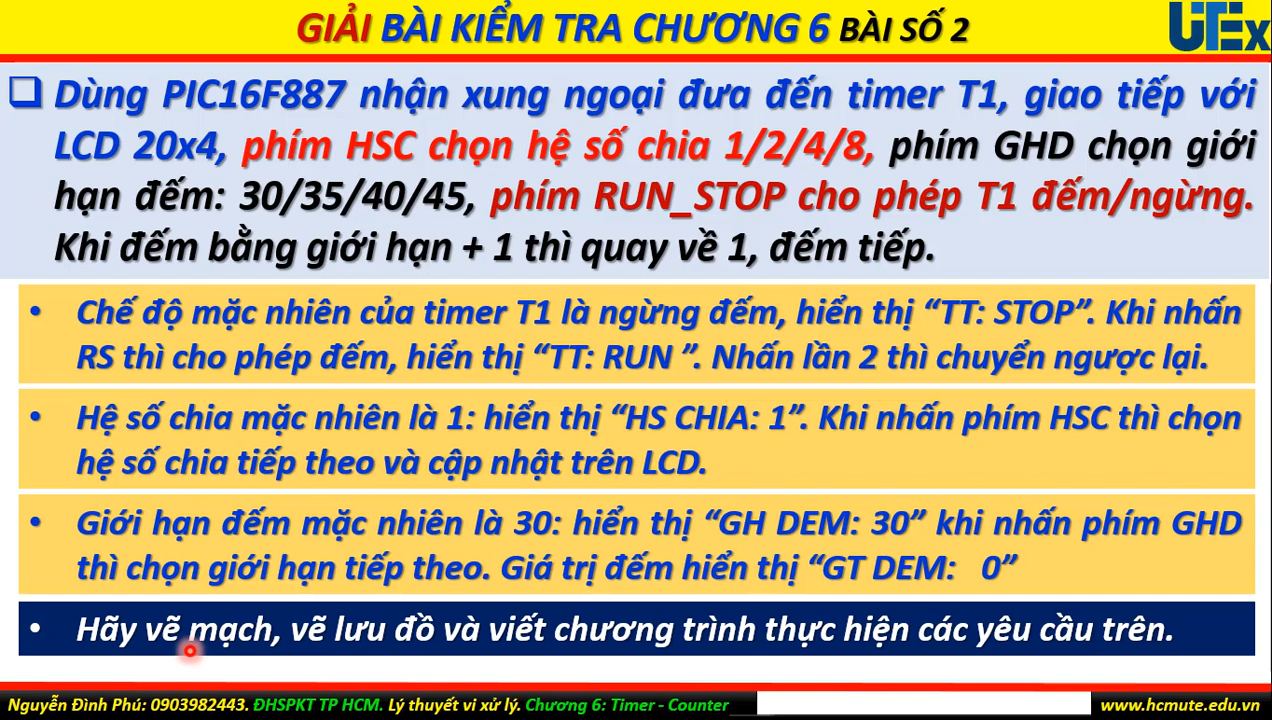 GIẢI BÀI KIỂM TRA CHƯƠNG 6 BÀI SỐ 2
UTEx
Dùng PIC16F887 nhận xung ngoại đưa đến timer T1, giao tiếp với
LCD 20x4, phím HSC chọn hệ số chia 1/2/4/8, phím GHD chọn giới
hạn đếm: 30/35/40/45, phím RUN_STOP cho phép T1 đếm/ngừng.
Khi đếm bằng giới hạn + 1 thì quay về 1, đếm tiếp.
• Chế độ mặc nhiên của timer T1 là ngừng đếm, hiển thị “TT: STOP”. Khi nhấn
RS thì cho phép đếm, hiển thị “TT: RUN ”. Nhấn lần 2 thì chuyển ngược lại.
• Hệ số chia mặc nhiên là 1: hiển thị “HS CHIA: 1”. Khi nhấn phím HSC thì chọn
hệ số chia tiếp theo và cập nhật trên LCD.
• Giới hạn đếm mặc nhiên là 30: hiển thị “GH DEM: 30” khi nhấn phím GHD
thì chọn giới hạn tiếp theo. Giá trị đếm hiển thị “GT DEM:   0”
• Hãy vẽ mạch, vẽ lưu đồ và viết chương trình thực hiện các yêu cầu trên.
Nguyễn Đình Phú: 0903982443. ĐHSPKT TP HCM. Lý thuyết vi xử lý. Chương 6: Timer - Counter
www.hcmute.edu.vn